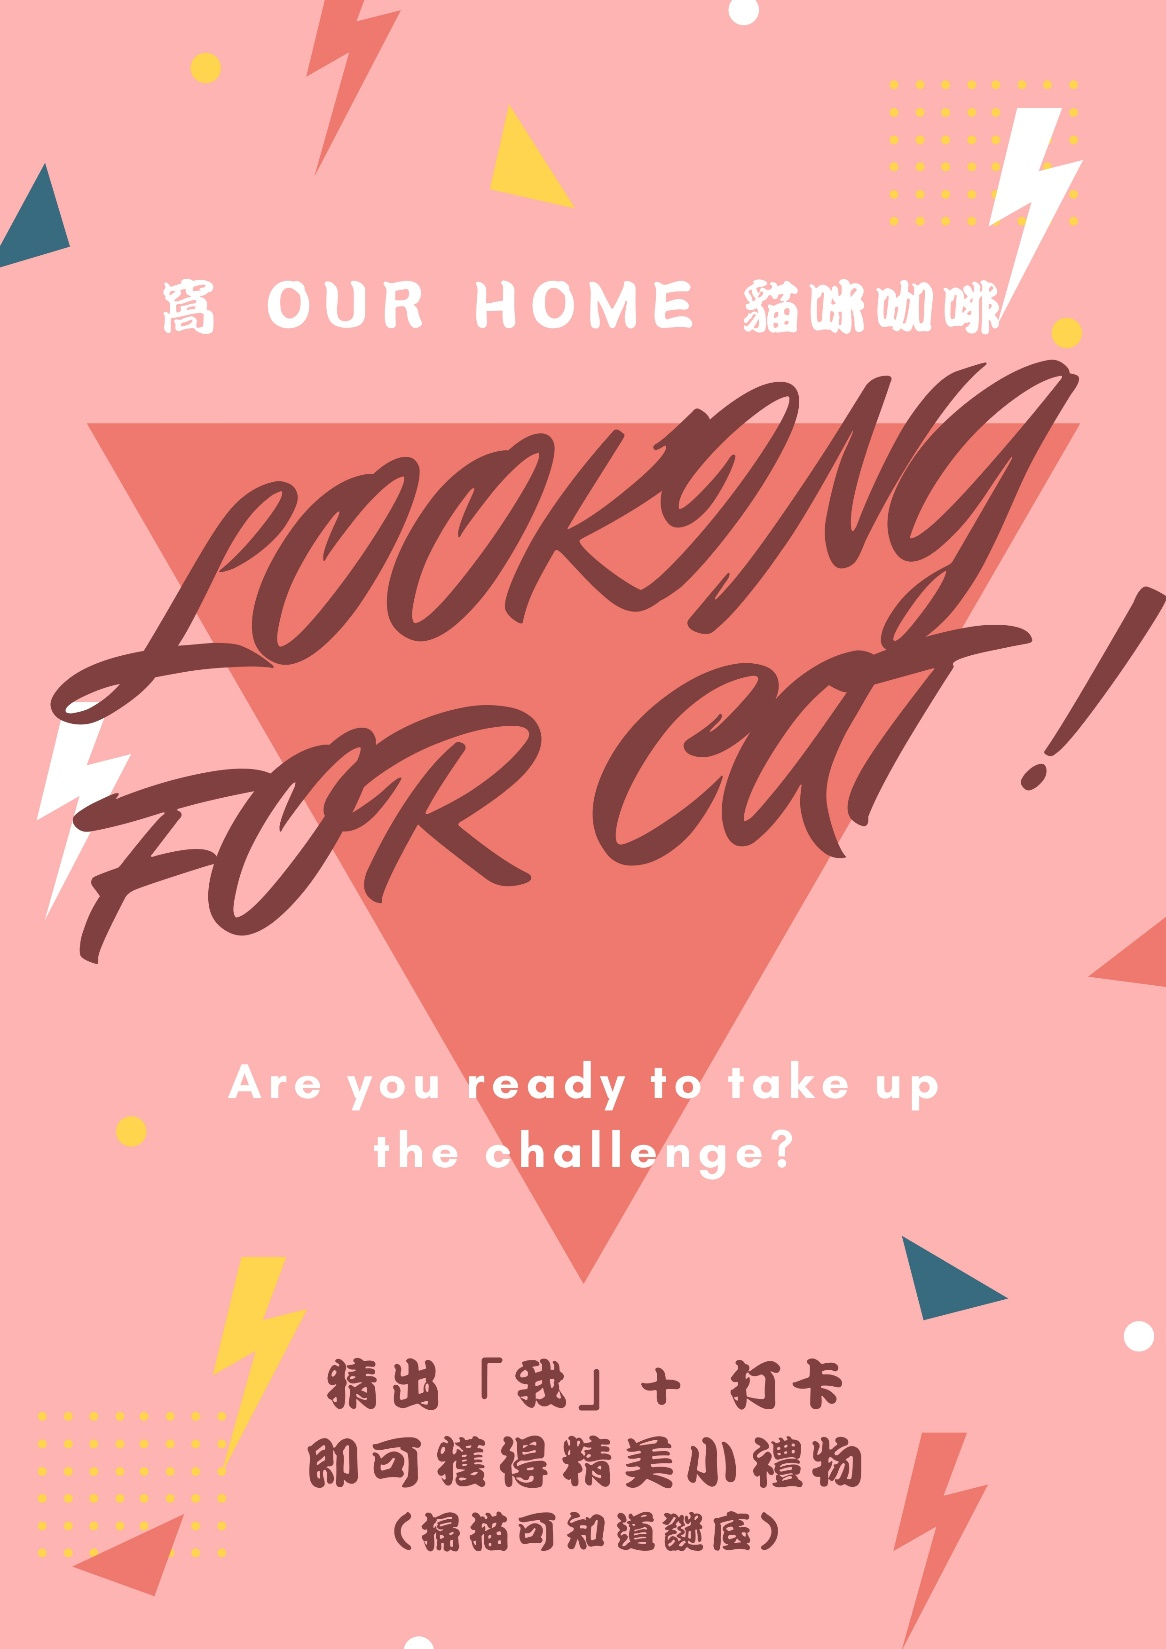 窩 OUR HOME 貓咪咖啡
LOOKING
FOR CAT !
Are you ready to take up
the challenge?
猜出「我」+ 打卡
即可獲得精美小禮物
(掃描可知道謎底)